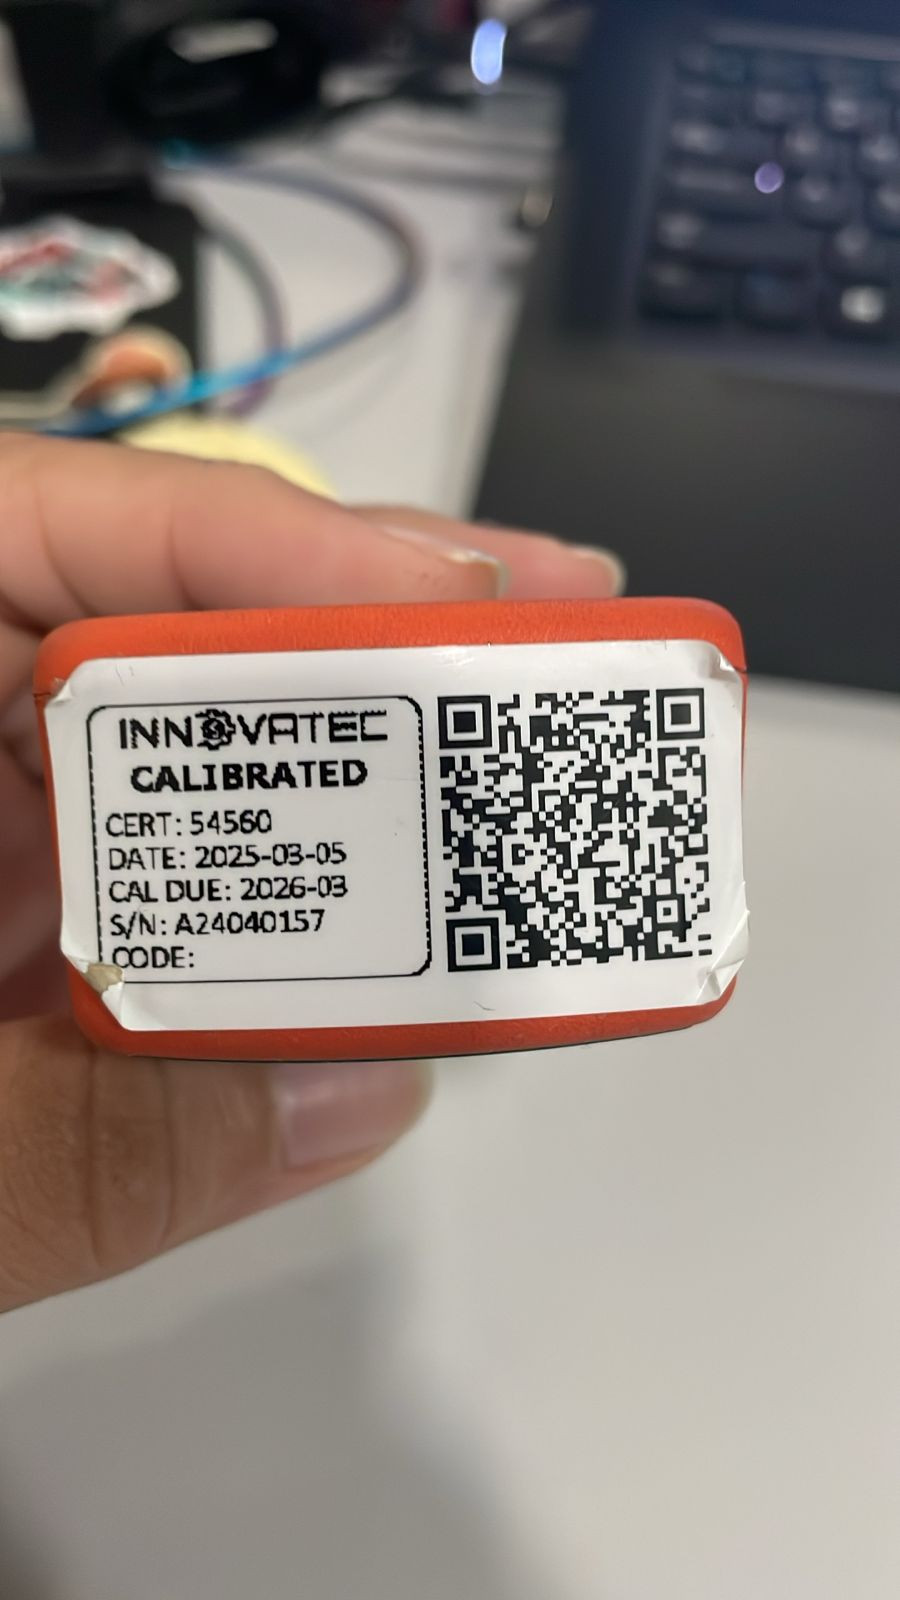 INNOVATEC
CALIBRATED
CERT: 54560
DATE: 2025-03-05
CAL DUE: 2026-03
S/N: A24040157
CODE: